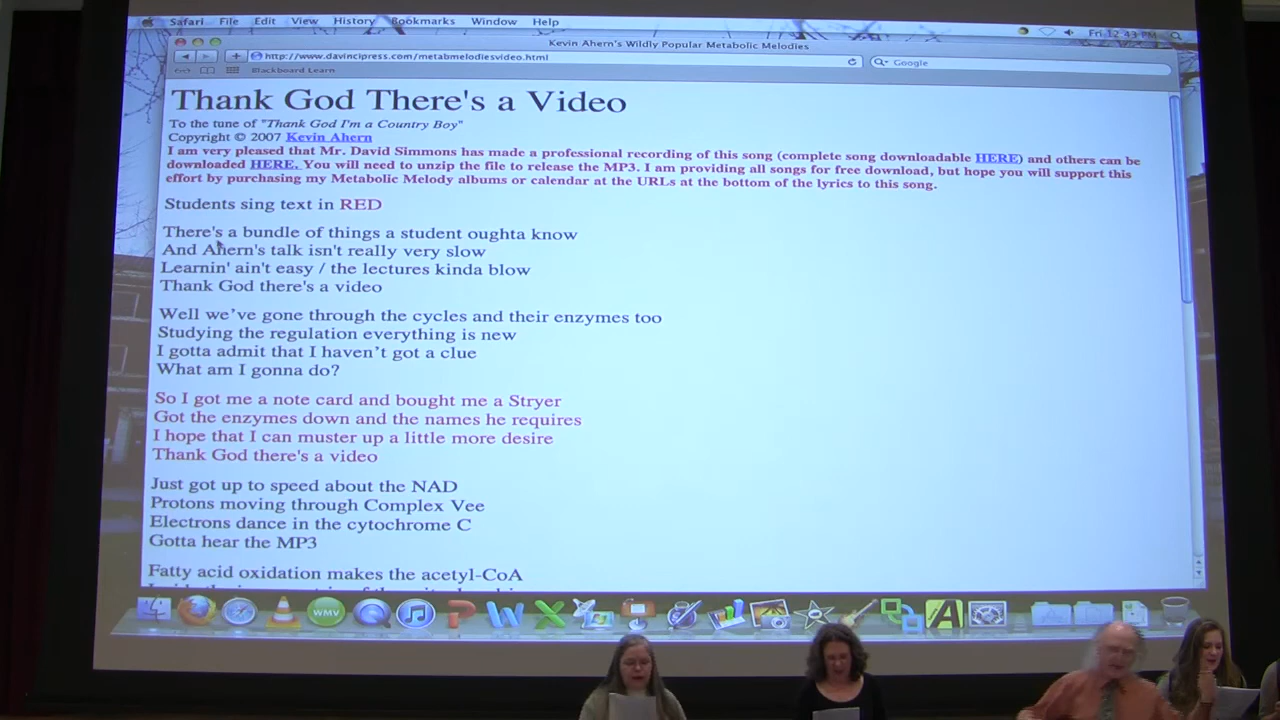 Safari File Edit View History Bookmarks Window Help
Fri 12:43 PM
Kevin Ahern's Wildly Popular Metabolic Melodies
http://www.davincipress.com/metabmelodiesvideo.html
Google
Blackboard Learn
Thank God There's a Video
To the tune of "Thank God I'm a Country Boy"
Copyright © 2007 Kevin Ahern
I am very pleased that Mr. David Simmons has made a professional recording of this song (complete song downloadable HERE) and others can be
downloaded HERE. You will need to unzip the file to release the MP3. I am providing all songs for free download, but hope you will support this
effort by purchasing my Metabolic Melody albums or calendar at the URLs at the bottom of the lyrics to this song.
Students sing text in RED
There's a bundle of things a student oughta know
And Ahern's talk isn't really very slow
Learnin' ain't easy / the lectures kinda blow
Thank God there's a video
Well we've gone through the cycles and their enzymes too
Studying the regulation everything is new
I gotta admit that I haven't got a clue
What am I gonna do?
So I got me a note card and bought me a Stryer
Got the enzymes down and the names he requires
I hope that I can muster up a little more desire
Thank God there's a video
Just got up to speed about the NAD
Protons moving through Complex Vee
Electrons dance in the cytochrome C
Gotta hear the MP3
Fatty acid oxidation makes the acetyl-CoA
WMV